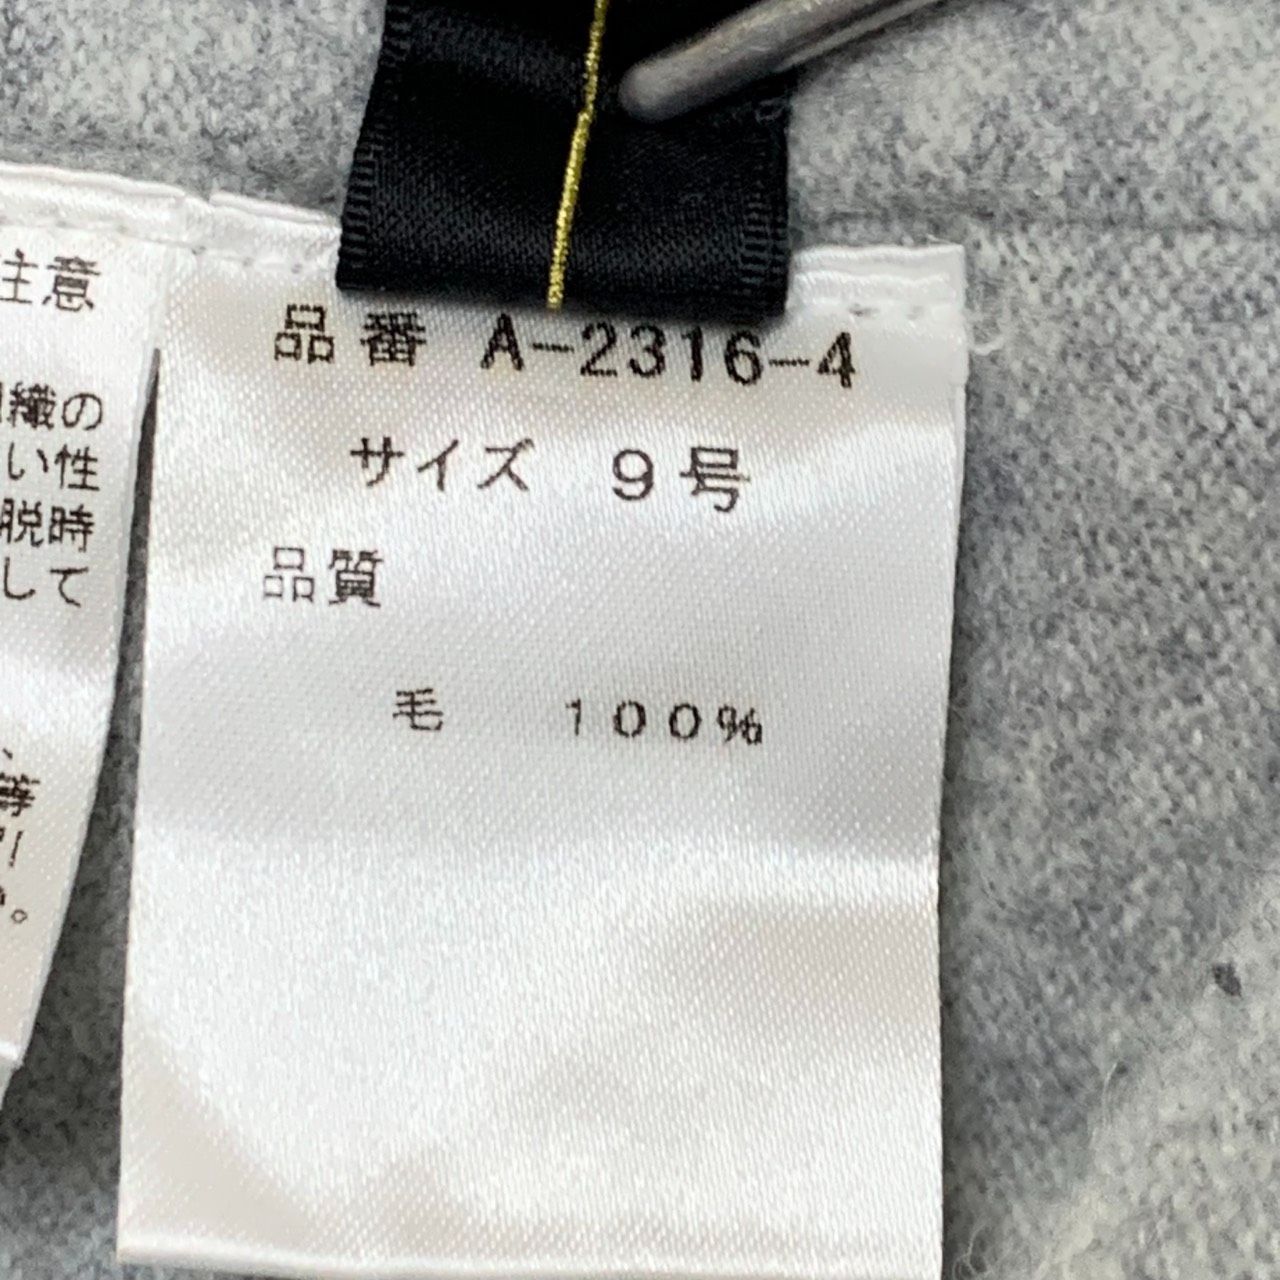 注意
織の
い性
脱時
して
、
等
。
品番 A-2316-4
サイズ 9号
品質
毛 100%